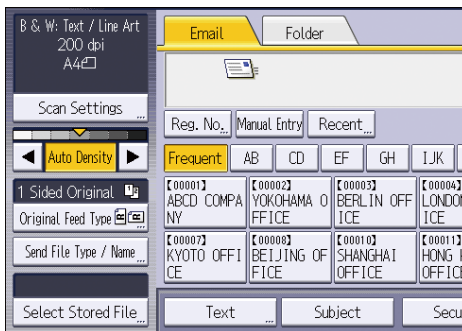 B & W: Text / Line Art
200 dpi
A4
Scan Settings
Auto Density
1 Sided Original
Original Feed Type
Send File Type / Name
Select Stored File
Email
Folder
Reg. No.
Manual Entry
Recent
Frequent
AB
CD
EF
GH
IJK
【00001】
ABCD COMPA
NY
【00002】
YOKOHAMA O
FFICE
【00003】
BERLIN OFF
ICE
【00004】
LONDON
ICE
【00007】
KYOTO OFFI
CE
【00008】
BEIJING OF
FICE
【00010】
SHANGHAI
OFFICE
【00011】
HONG
OFFICE
Text
Subject
Secu